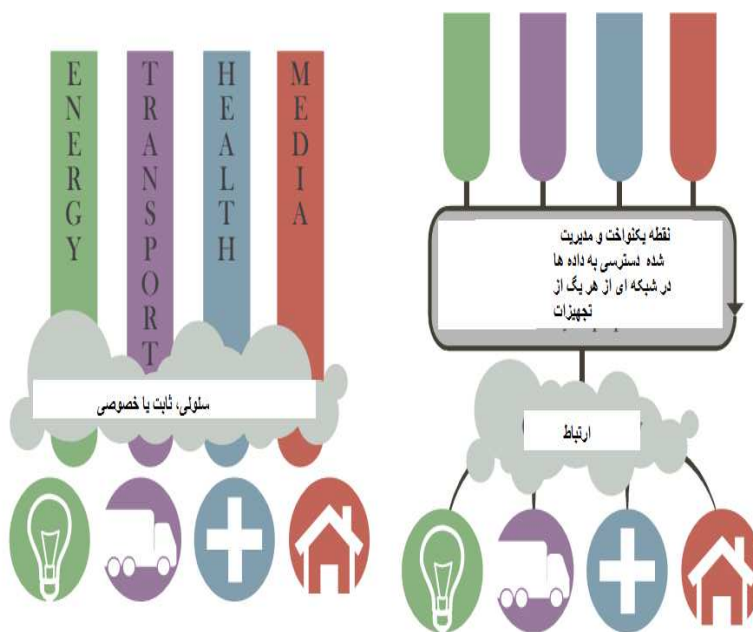 ENERGY
TRANSPORT
HEALTH
MEDIA
سلولی، ثابت یا خصوصی
نقطه یکنواخت و مدیریت
شده دسترسی به داده ها
در شبکه ای از هر یگ از
تجهیزات
ارتباط